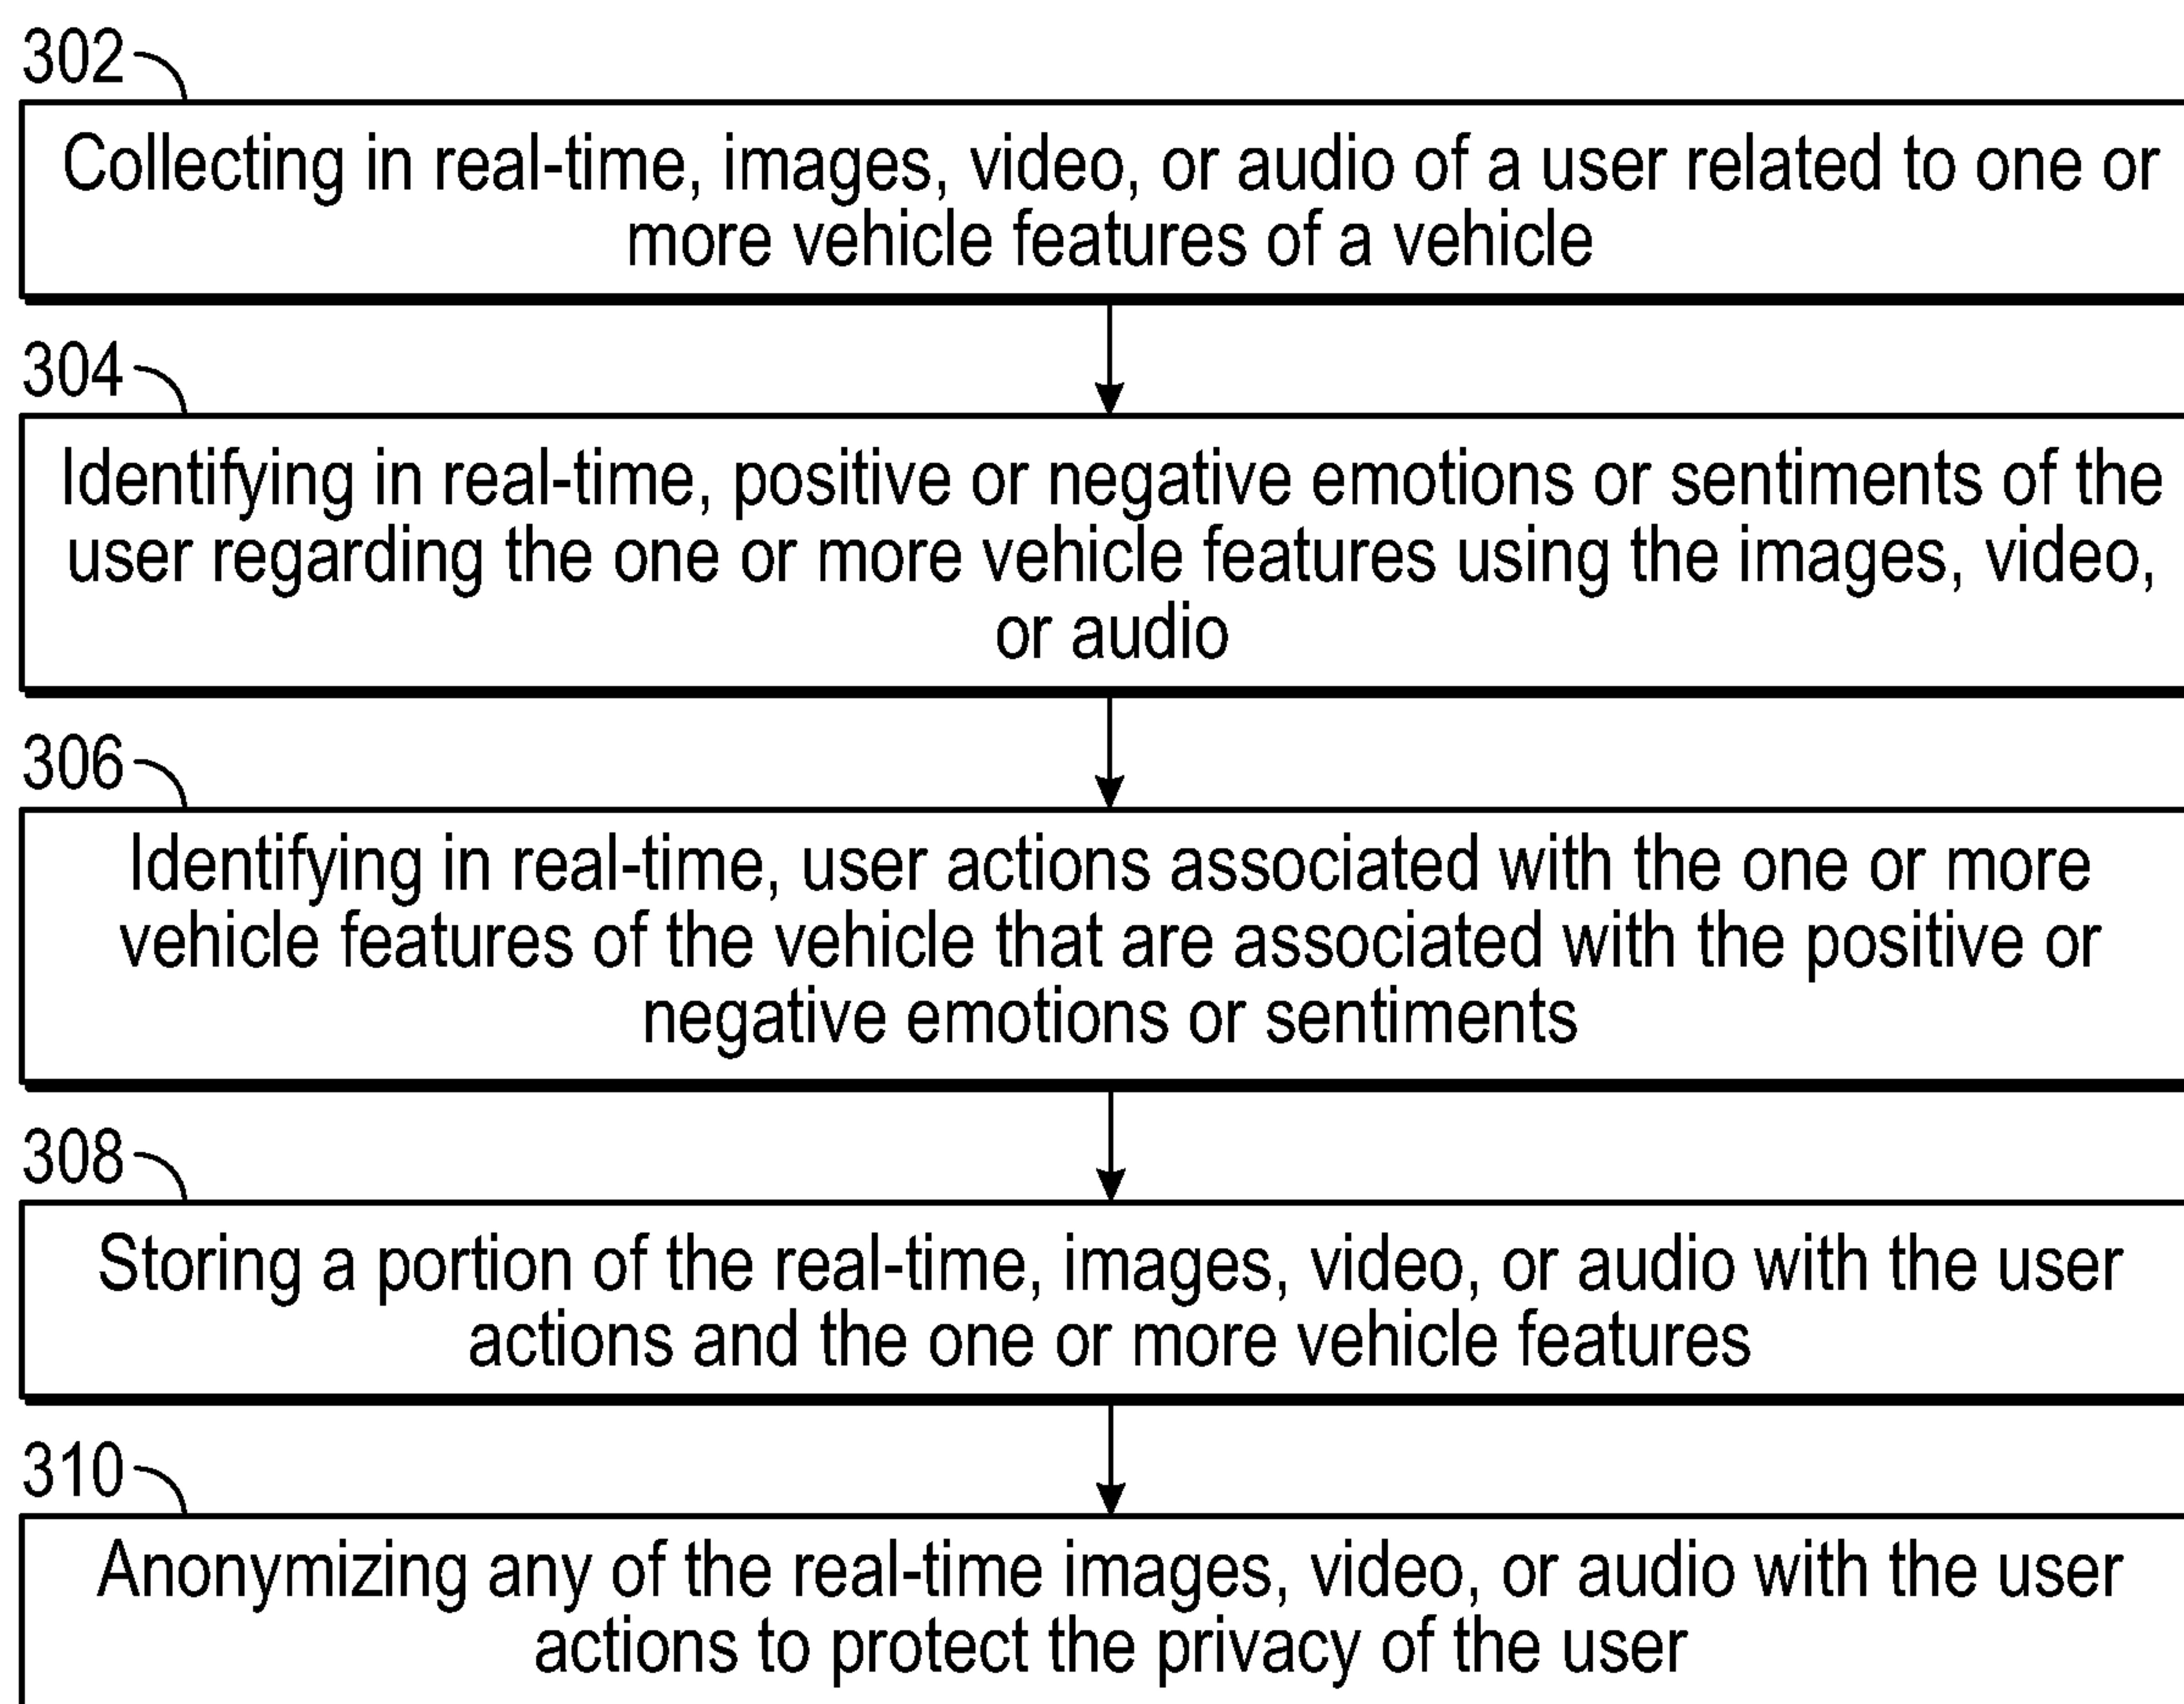 302
Collecting in real-time, images, video, or audio of a user related to one or
more vehicle features of a vehicle
304
Identifying in real-time, positive or negative emotions or sentiments of the
user regarding the one or more vehicle features using the images, video,
or audio
306
Identifying in real-time, user actions associated with the one or more
vehicle features of the vehicle that are associated with the positive or
negative emotions or sentiments
308
Storing a portion of the real-time, images, video, or audio with the user
actions and the one or more vehicle features
310
Anonymizing any of the real-time images, video, or audio with the user
actions to protect the privacy of the user